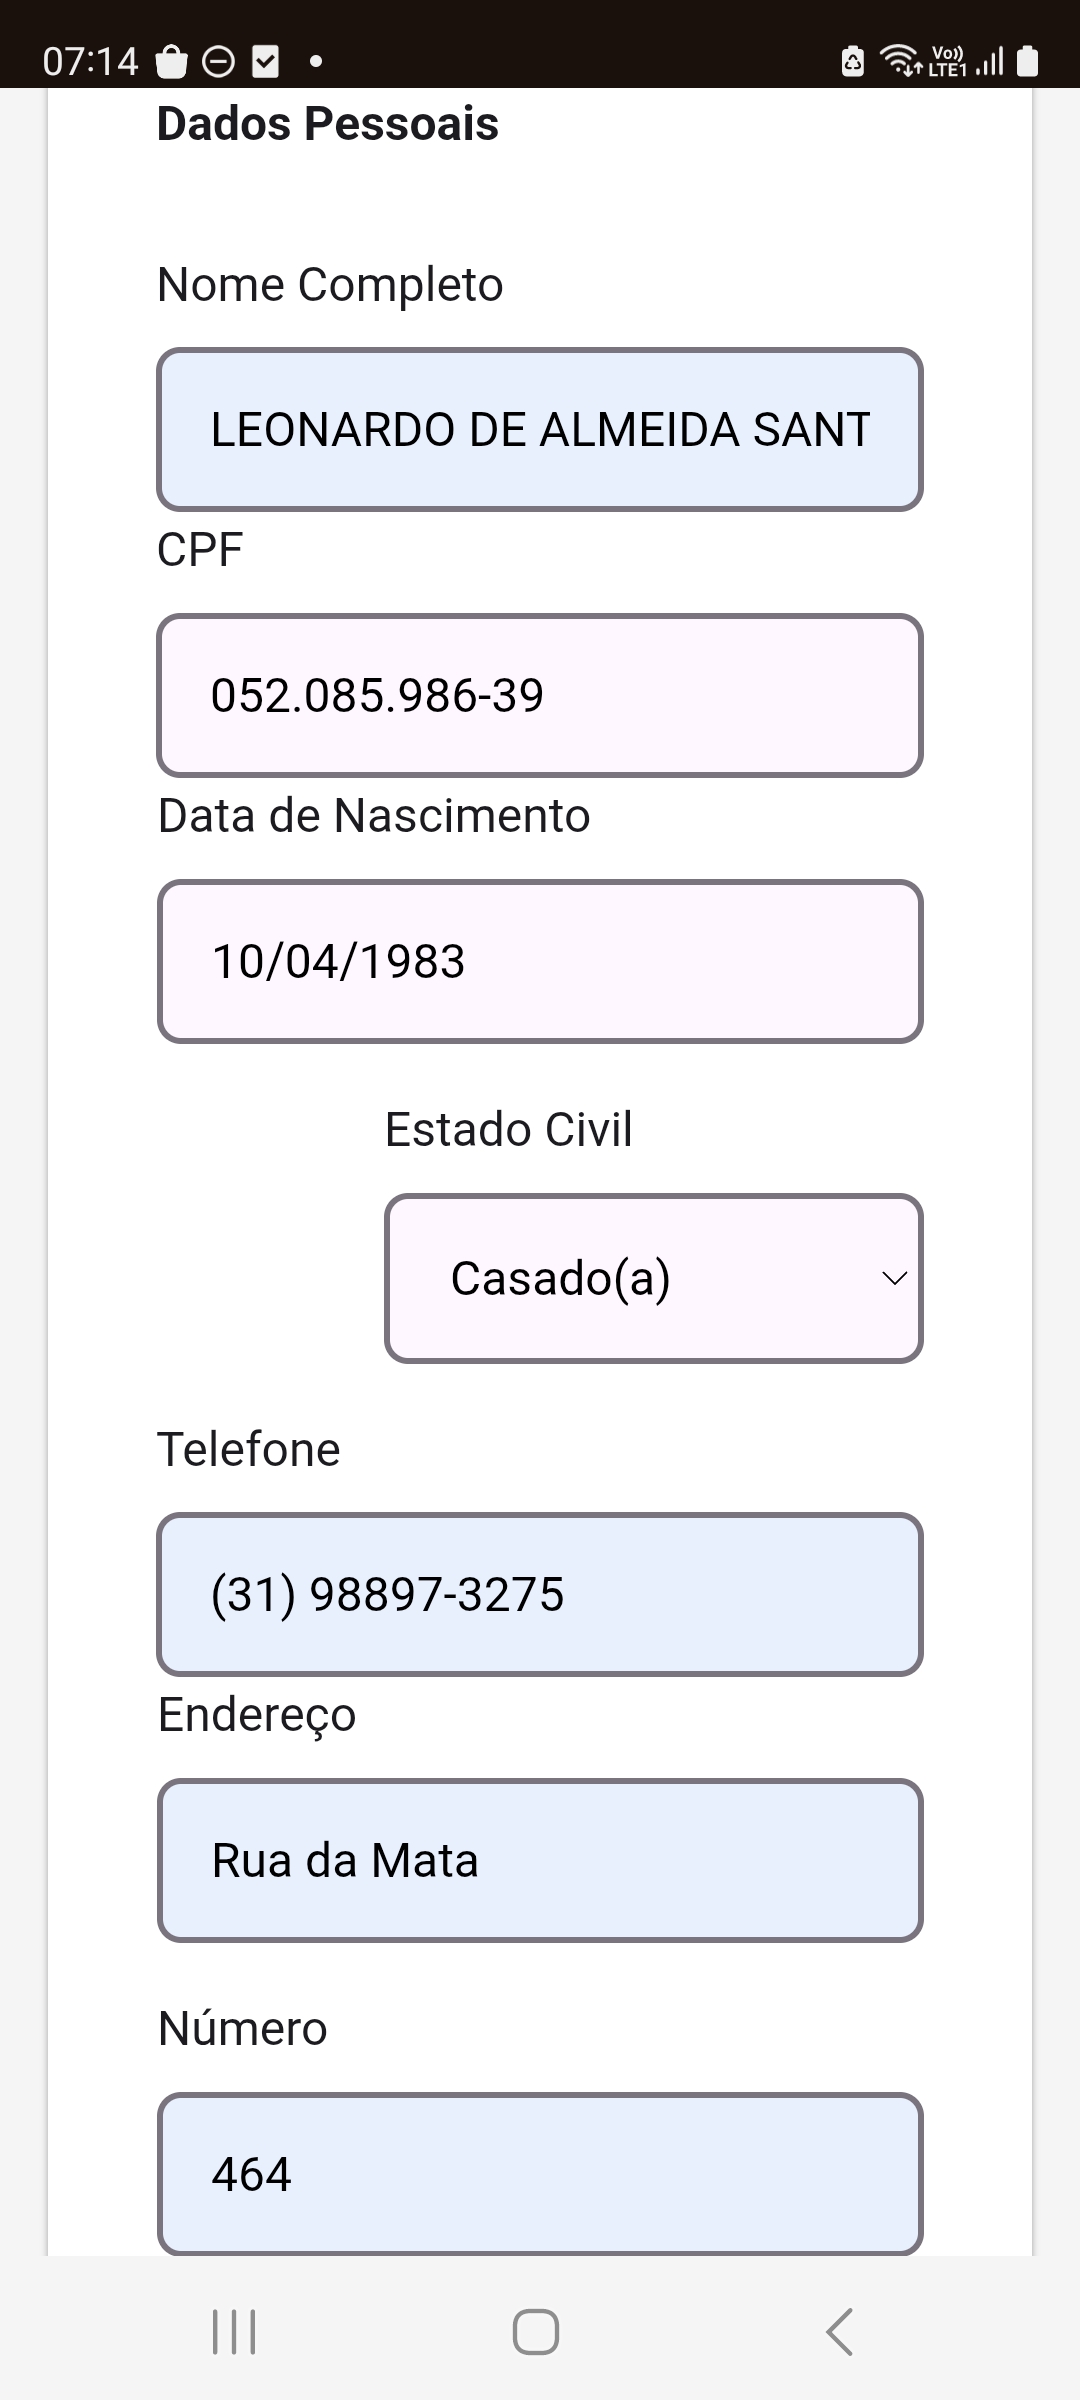 07:14
Vo))
LTE1
Dados Pessoais
Nome Completo
LEONARDO DE ALMEIDA SANT
CPF
052.085.986-39
Data de Nascimento
10/04/1983
Estado Civil
Casado(a)
Telefone
(31) 98897-3275
Endereço
Rua da Mata
Número
464